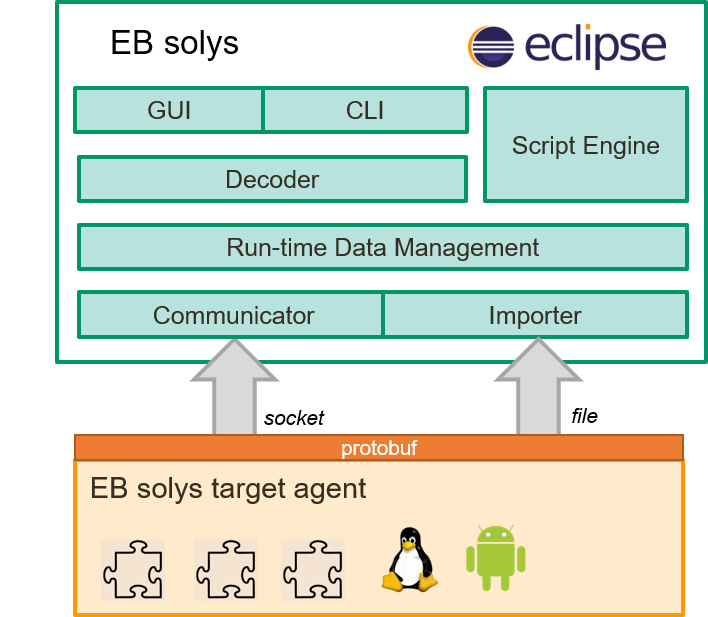 EB solys
eclipse
GUI
CLI
Script Engine
Decoder
Run-time Data Management
Communicator
Importer
socket
file
protobuf
EB solys target agent